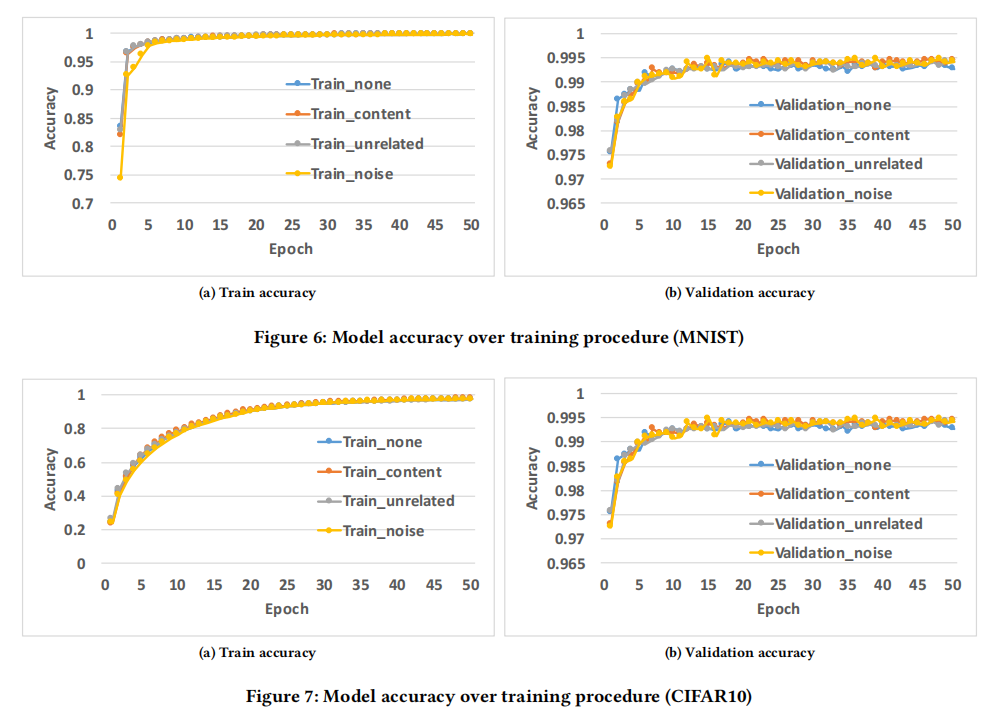 1
0.95
0.9
0.85
0.8
0.75
0.7
Accuracy
0 5 10 15 20 25 30 35 40 45 50
Epoch
Train_none
Train_content
Train_unrelated
Train_noise
(a) Train accuracy
1
0.995
0.99
0.985
0.98
0.975
0.97
0.965
Accuracy
0 5 10 15 20 25 30 35 40 45 50
Epoch
Validation_none
Validation_content
Validation_unrelated
Validation_noise
(b) Validation accuracy
Figure 6: Model accuracy over training procedure (MNIST)
1
0.8
0.6
0.4
0.2
0
Accuracy
0 5 10 15 20 25 30 35 40 45 50
Epoch
Train_none
Train_content
Train_unrelated
Train_noise
(a) Train accuracy
1
0.995
0.99
0.985
0.98
0.975
0.97
0.965
Accuracy
0 5 10 15 20 25 30 35 40 45 50
Epoch
Validation_none
Validation_content
Validation_unrelated
Validation_noise
(b) Validation accuracy
Figure 7: Model accuracy over training procedure (CIFAR10)